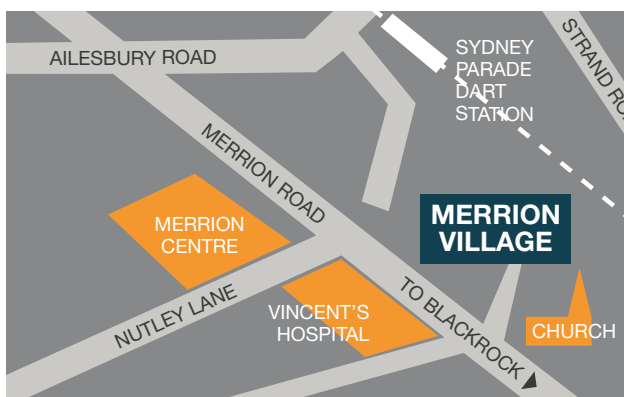 AILESBURY ROAD
SYDNEY
PARADE
DART
STATION
STRAND RO
MERRION ROAD
MERRION
CENTRE
MERRION
VILLAGE
NUTLEY LANE
VINCENT'S
HOSPITAL
TO BLACKROCK
CHURCH